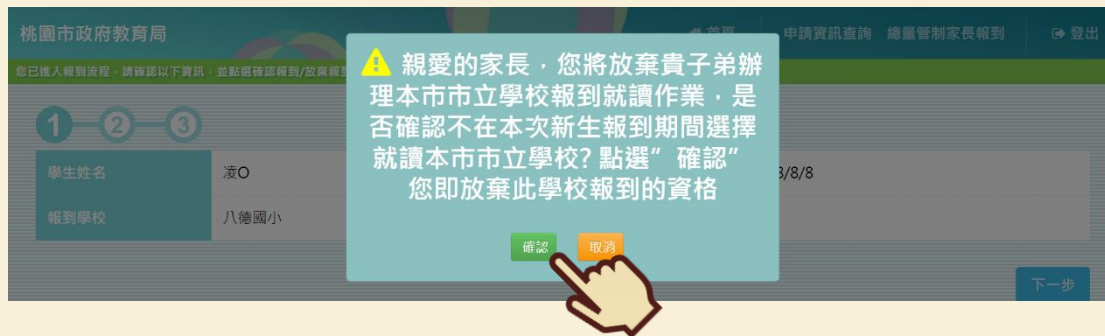 桃園市政府教育局
首頁 申請資訊查詢 總量管制家長報到 登出
您已進入報到流程，請確認以下資訊，並點選確認報到/放棄報
1 2 3
學生姓名 凌O
3/8/8
報到學校 八德國小
親愛的家長，您將放棄貴子弟辦
理本市市立學校報到就讀作業，是
否確認不在本次新生報到期間選擇
就讀本市市立學校? 點選”確認”
您即放棄此學校報到的資格
確認 取消
下一步